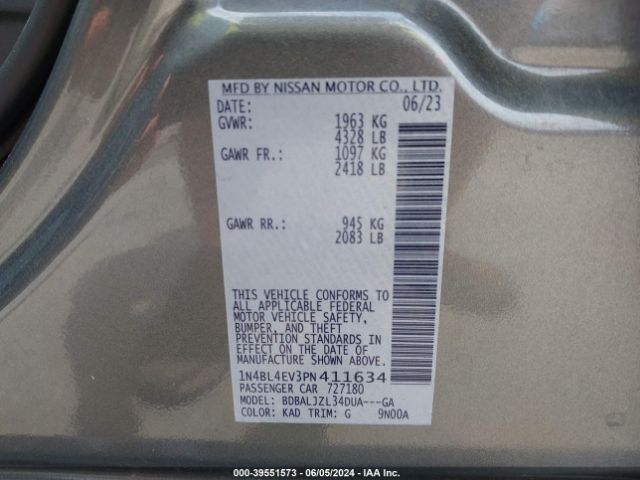 MFD BY NISSAN MOTOR CO., LTD.
DATE: 06/23
GVWR: 1963 KG
4328 LB
GAWR FR.: 1097 KG
2418 LB
GAWR RR.: 945 KG
2083 LB
THIS VEHICLE CONFORMS TO
ALL APPLICABLE FEDERAL
MOTOR VEHICLE SAFETY,
BUMPER, AND THEFT
PREVENTION STANDARDS IN
EFFECT ON THE DATE OF
MANUFACTURE SHOWN ABOVE.
1N4BL4EV3PN411634
PASSENGER CAR 727180
MODEL: BDBALJZL34DUA---GA
COLOR: KAD TRIM: G 9N00A
000-39551573 - 06/05/2024 - IAA Inc.